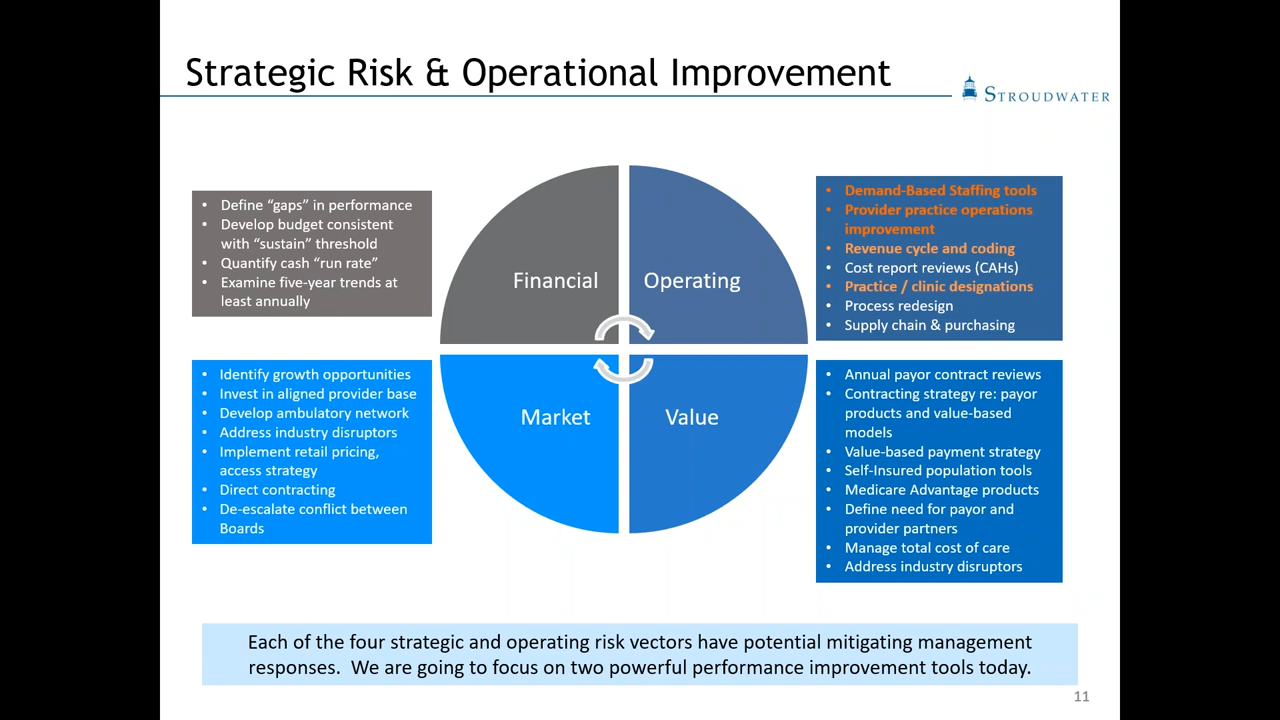 Strategic Risk & Operational Improvement
STROUDWATER
• Define “gaps” in performance
• Develop budget consistent
with “sustain” threshold
• Quantify cash “run rate”
• Examine five-year trends at
least annually
Financial
Operating
• Demand-Based Staffing tools
• Provider practice operations
improvement
• Revenue cycle and coding
• Cost report reviews (CAHs)
• Practice / clinic designations
• Process redesign
• Supply chain & purchasing
• Identify growth opportunities
• Invest in aligned provider base
• Develop ambulatory network
• Address industry disruptors
• Implement retail pricing,
access strategy
• Direct contracting
• De-escalate conflict between
Boards
Market
Value
• Annual payor contract reviews
• Contracting strategy re: payor
products and value-based
models
• Value-based payment strategy
• Self-Insured population tools
• Medicare Advantage products
• Define need for payor and
provider partners
• Manage total cost of care
• Address industry disruptors
Each of the four strategic and operating risk vectors have potential mitigating management
responses. We are going to focus on two powerful performance improvement tools today.
11